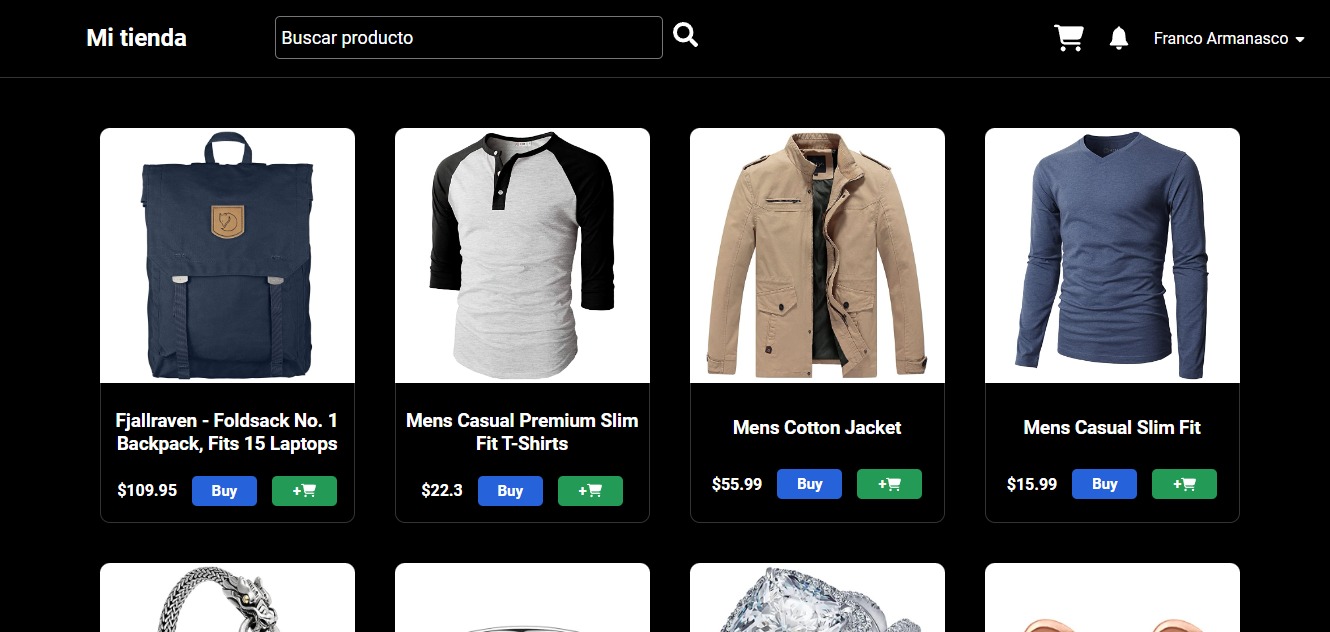 Mi tienda
Buscar producto
Franco Armanasco
Fjallraven - Foldsack No. 1
Backpack, Fits 15 Laptops
$109.95
Buy
+
Mens Casual Premium Slim
Fit T-Shirts
$22.3
Buy
+
Mens Cotton Jacket
$55.99
Buy
+
Mens Casual Slim Fit
$15.99
Buy
+